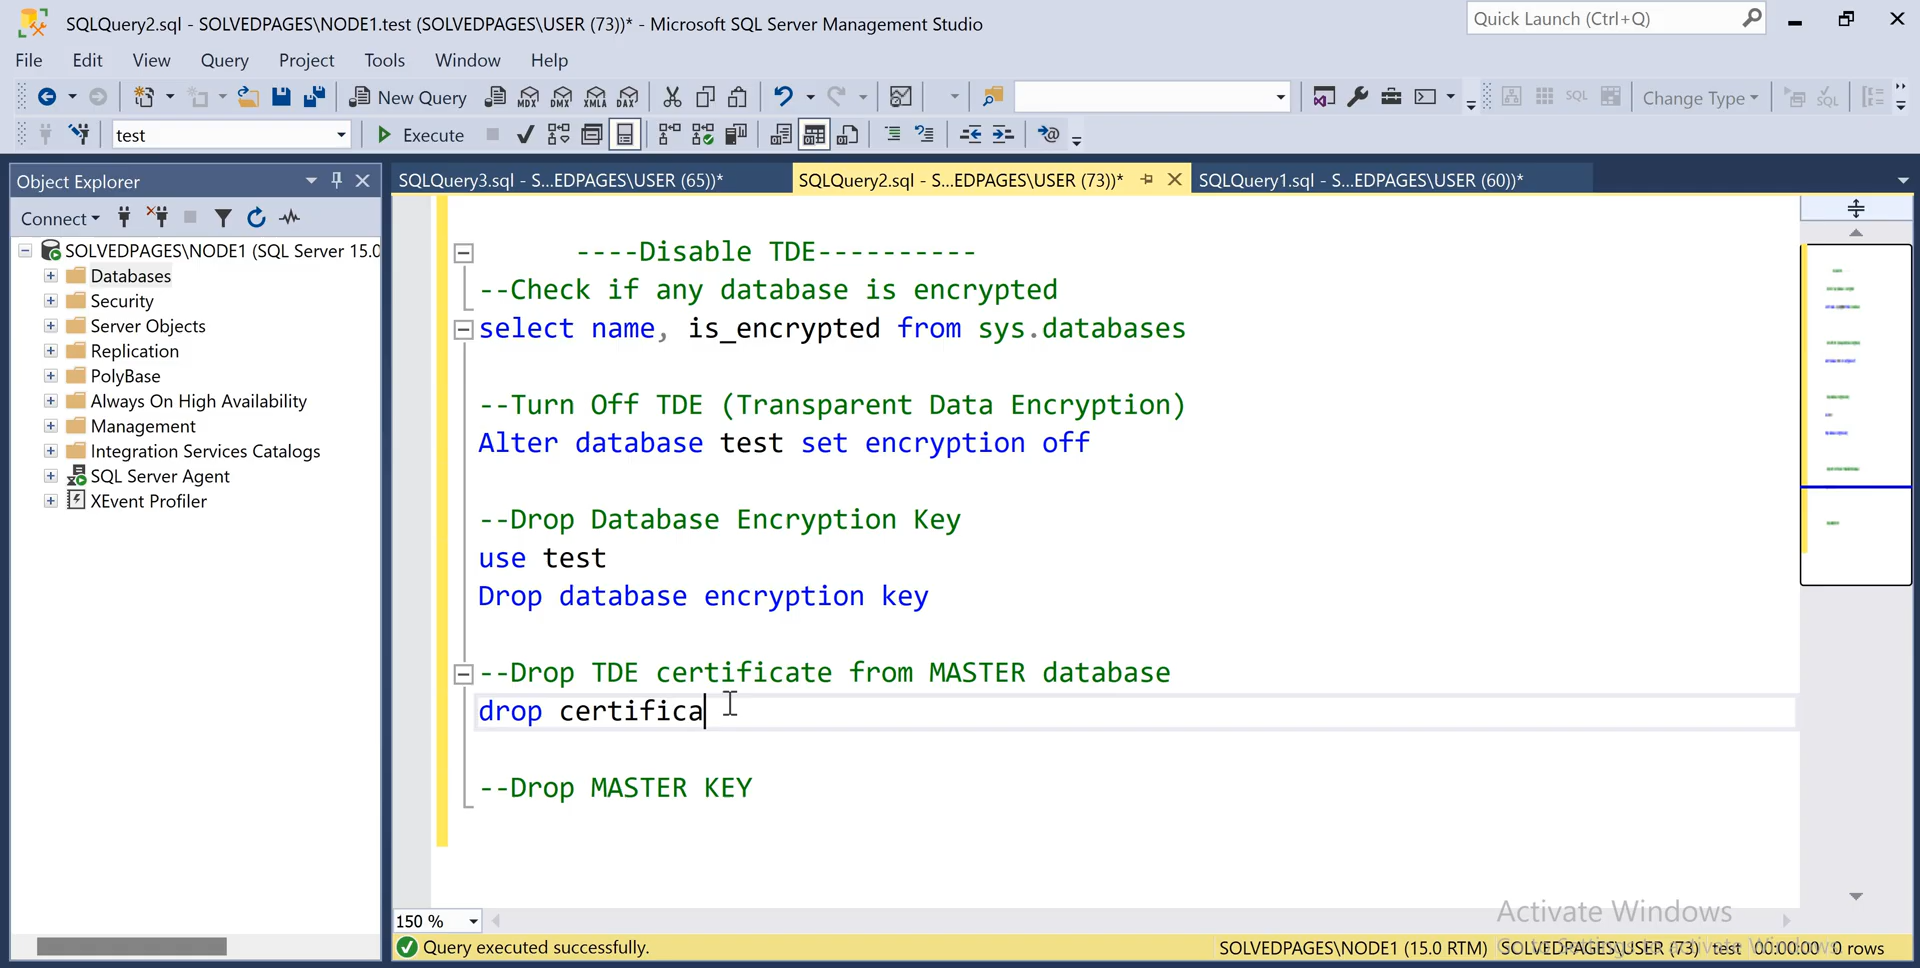 SQLQuery2.sql - SOLVEDPAGES\NODE1.test (SOLVEDPAGES\USER (73))* - Microsoft SQL Server Management Studio
Quick Launch (Ctrl+Q)
File Edit View Query Project Tools Window Help
New Query MDX DMX XMLA DAX SQL Change Type SQL
test Execute
Object Explorer
SQLQuery3.sql - S...EDPAGES\USER (65))* SQLQuery2.sql - S...EDPAGES\USER (73))* SQLQuery1.sql - S...EDPAGES\USER (60))*
Connect
SOLVEDPAGES\NODE1 (SQL Server 15.0
Databases
Security
Server Objects
Replication
PolyBase
Always On High Availability
Management
Integration Services Catalogs
SQL Server Agent
XEvent Profiler
----Disable TDE----------
--Check if any database is encrypted
select name, is_encrypted from sys.databases
--Turn Off TDE (Transparent Data Encryption)
Alter database test set encryption off
--Drop Database Encryption Key
use test
Drop database encryption key
--Drop TDE certificate from MASTER database
drop certifica
--Drop MASTER KEY
150 %
Activate Windows
Query executed successfully.
SOLVEDPAGES\NODE1 (15.0 RTM) SOLVEDPAGES\USER (73) test 00:00:00 0 rows